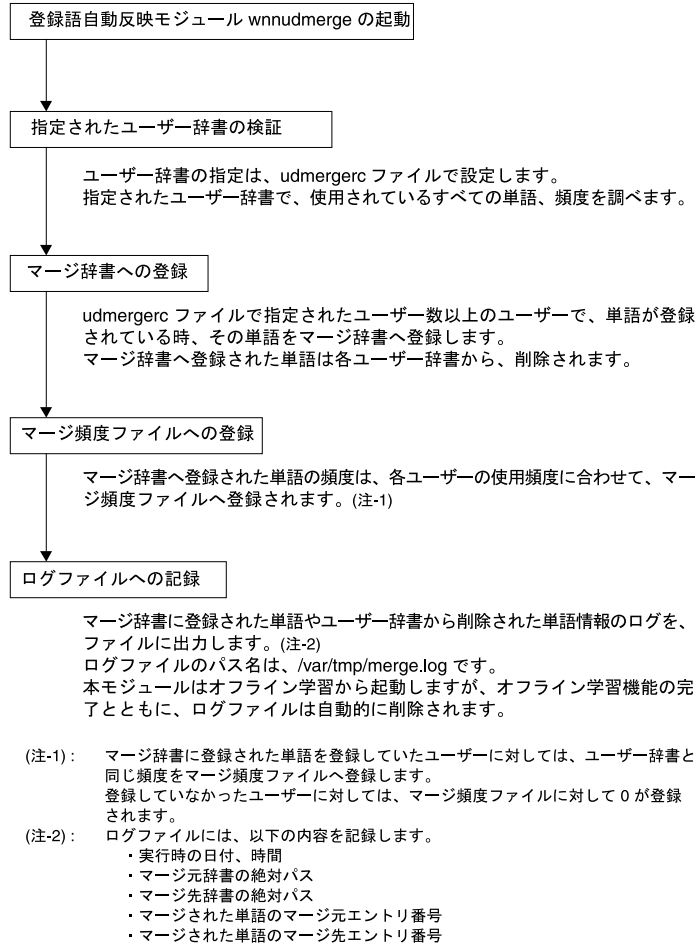 登録語自動反映モジュール wnnudmerge の起動
指定されたユーザー辞書の検証
ユーザー辞書の指定は、udmergerc ファイルで設定します。
指定されたユーザー辞書で、使用されているすべての単語、頻度を調べます。
マージ辞書への登録
udmergerc ファイルで指定されたユーザー数以上のユーザーで、単語が登録
されている時、その単語をマージ辞書へ登録します。
マージ辞書へ登録された単語は各ユーザー辞書から、削除されます。
マージ頻度ファイルへの登録
マージ辞書へ登録された単語の頻度は、各ユーザーの使用頻度に合わせて、マー
ジ頻度ファイルへ登録されます。(注-1)
ログファイルへの記録
マージ辞書に登録された単語やユーザー辞書から削除された単語情報のログを、
ファイルに出力します。(注-2)
ログファイルのパス名は、/var/tmp/merge.log です。
本モジュールはオフライン学習から起動しますが、オフライン学習機能の完
了とともに、ログファイルは自動的に削除されます。
(注-1) : マージ辞書に登録された単語を登録していたユーザーに対しては、ユーザー辞書と
同じ頻度をマージ頻度ファイルへ登録します。
登録していなかったユーザーに対しては、マージ頻度ファイルに対して 0 が登録
されます。
(注-2) : ログファイルには、以下の内容を記録します。
・実行時の日付、時間
・マージ元辞書の絶対パス
・マージ先辞書の絶対パス
・マージされた単語のマージ元エントリ番号
・マージされた単語のマージ先エントリ番号